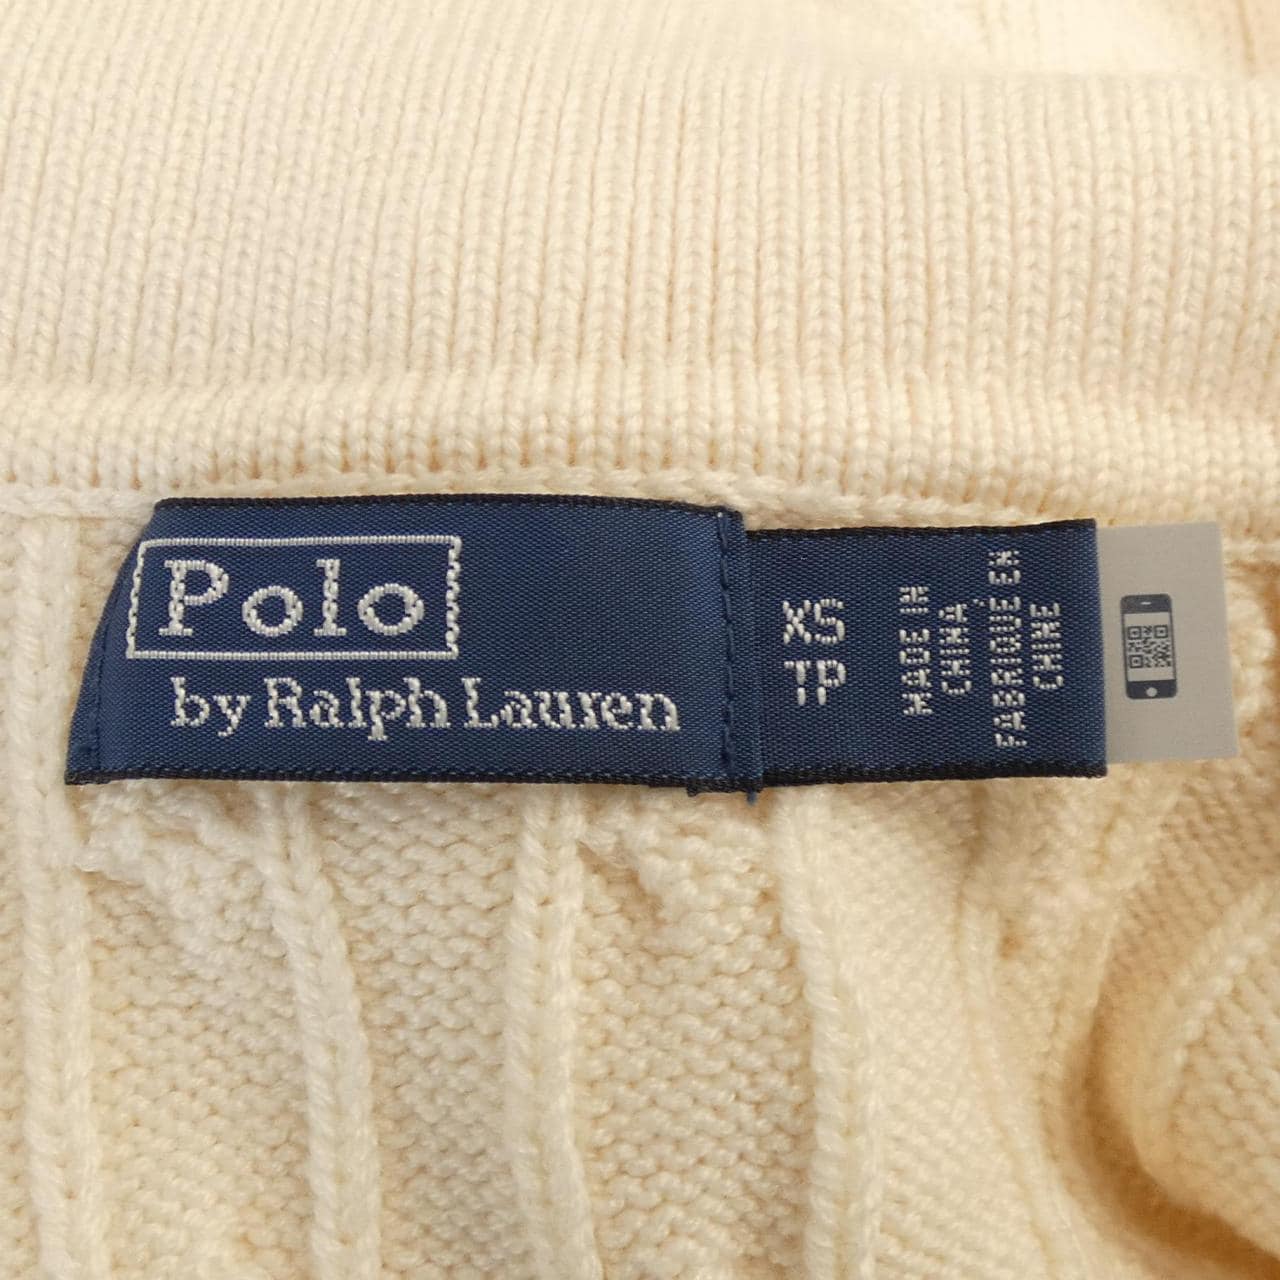 Polo
by Ralph Lauren
XS
TP
MADE IN
CHINA
FABRIQUÉ EN
CHINE